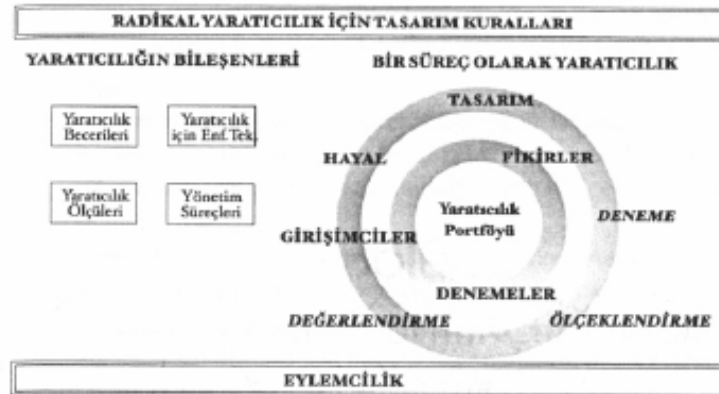 RADİKAL YARATICILIK İÇİN TASARIM KURALLARI
YARATICILIĞIN BİLEŞENLERİ
Yaratıcılık
Becerileri
Yaratıcılık
için Enf.Tek.
Yaratıcılık
Ölçüleri
Yönetim
Süreçleri
BİR SÜREÇ OLARAK YARATICILIK
TASARIM
HAYAL
FİKİRLER
Yaratıcılık
Portföyü
DENEME
GİRİŞİMCİLER
DENEMELER
DEĞERLENDİRME
ÖLÇEKLENDİRME
EYLEMCİLİK